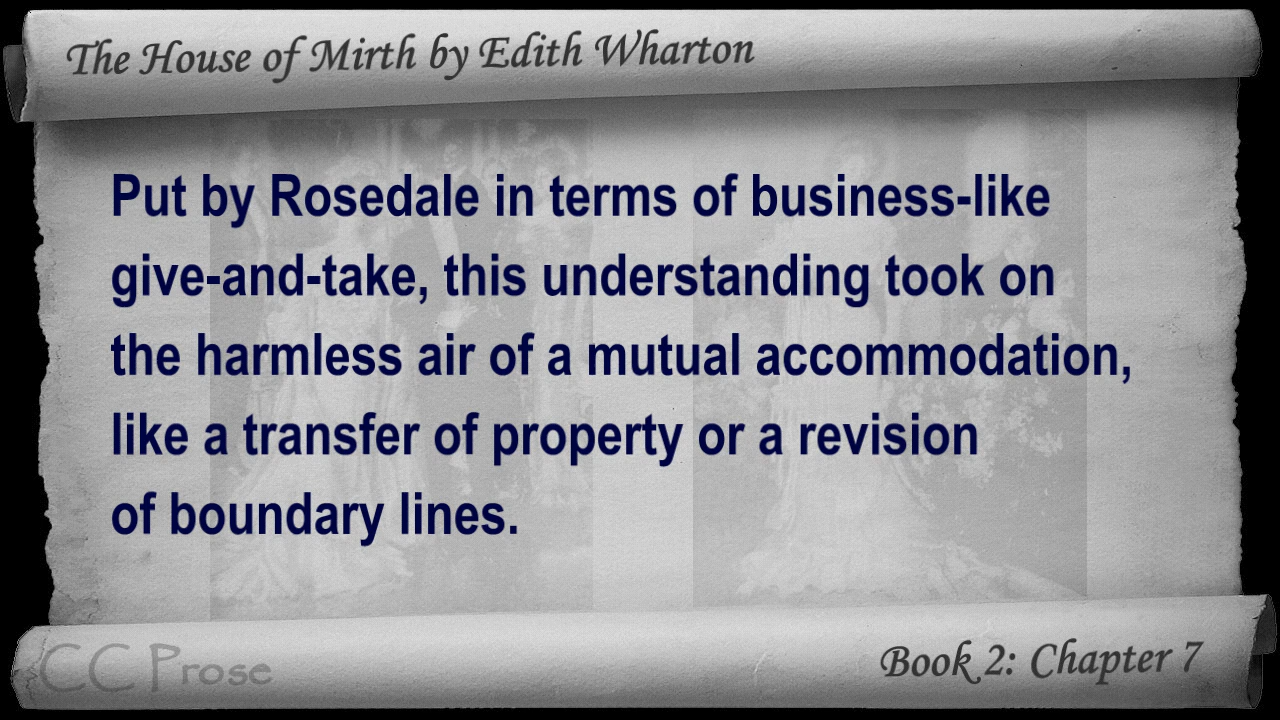 The House of Mirth by Edith Wharton
Put by Rosedale in terms of business-like
give-and-take, this understanding took on
the harmless air of a mutual accommodation,
like a transfer of property or a revision
of boundary lines.
CC Prose
Book 2: Chapter 7